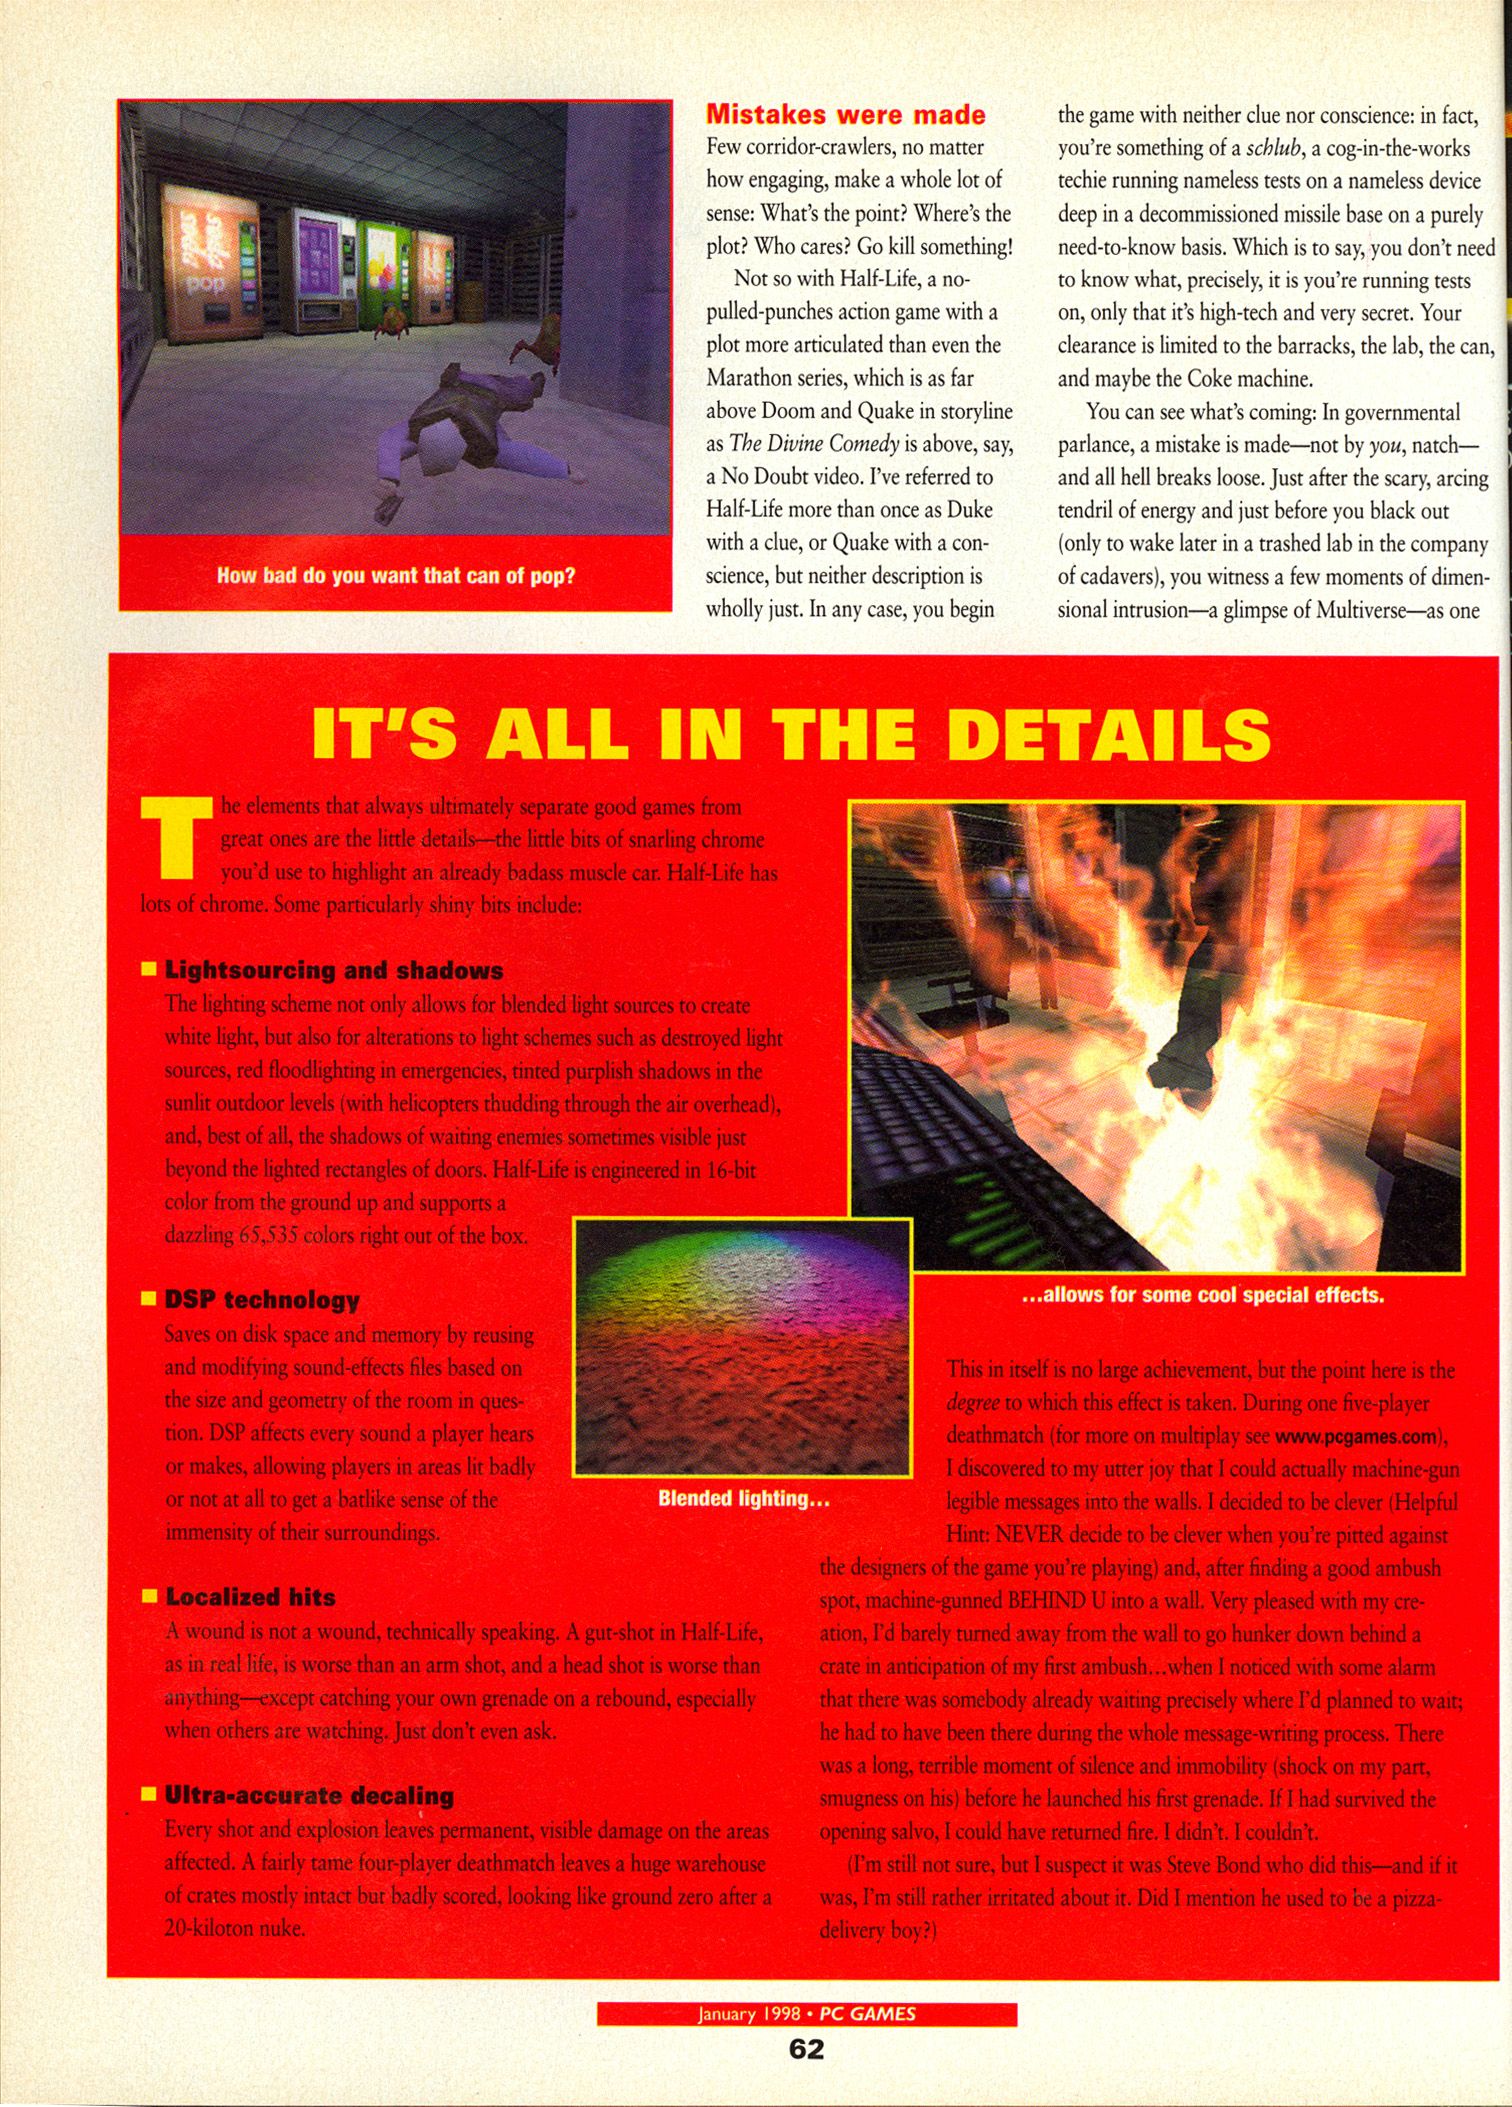 How bad do you want that can of pop?
pop
Mistakes were made
Few corridor-crawlers, no matter
how engaging, make a whole lot of
sense: What's the point? Where's the
plot? Who cares? Go kill something!
Not so with Half-Life, a no-
pulled-punches action game with a
plot more articulated than even the
Marathon series, which is as far
above Doom and Quake in storyline
as The Divine Comedy is above, say,
a No Doubt video. I've referred to
Half-Life more than once as Duke
with a clue, or Quake with a con-
science, but neither description is
wholly just. In any case, you begin
the game with neither clue nor conscience: in fact,
you're something of a schlub, a cog-in-the-works
techie running nameless tests on a nameless device
deep in a decommissioned missile base on a purely
need-to-know basis. Which is to say, you don't need
to know what, precisely, it is you're running tests
on, only that it's high-tech and very secret. Your
clearance is limited to the barracks, the lab, the can,
and maybe the Coke machine.
You can see what's coming: In governmental
parlance, a mistake is made—not by you, natch—
and all hell breaks loose. Just after the scary, arcing
tendril of energy and just before you black out
(only to wake later in a trashed lab in the company
of cadavers), you witness a few moments of dimen-
sional intrusion—a glimpse of Multiverse—as one
IT'S ALL IN THE DETAILS
The elements that always ultimately separate good games from
great ones are the little details—the little bits of snarling chrome
you'd use to highlight an already badass muscle car. Half-Life has
lots of chrome. Some particularly shiny bits include:
Lightsourcing and shadows
The lighting scheme not only allows for blended light sources to create
white light, but also for alterations to light schemes such as destroyed light
sources, red floodlighting in emergencies, tinted purplish shadows in the
sunlit outdoor levels (with helicopters thudding through the air overhead),
and, best of all, the shadows of waiting enemies sometimes visible just
beyond the lighted rectangles of doors. Half-Life is engineered in 16-bit
color from the ground up and supports a
dazzling 65,535 colors right out of the box.
DSP technology
Saves on disk space and memory by reusing
and modifying sound-effects files based on
the size and geometry of the room in ques-
tion. DSP affects every sound a player hears
or makes, allowing players in areas lit badly
or not at all to get a batlike sense of the
immensity of their surroundings.
Localized hits
A wound is not a wound, technically speaking. A gut-shot in Half-Life,
as in real life, is worse than an arm shot, and a head shot is worse than
anything—except catching your own grenade on a rebound, especially
when others are watching. Just don't even ask.
Ultra-accurate decaling
Every shot and explosion leaves permanent, visible damage on the areas
affected. A fairly tame four-player deathmatch leaves a huge warehouse
of crates mostly intact but badly scored, looking like ground zero after a
20-kiloton nuke.
Blended lighting...
...allows for some cool special effects.
This in itself is no large achievement, but the point here is the
degree to which this effect is taken. During one five-player
deathmatch (for more on multiplay see www.pcgames.com),
I discovered to my utter joy that I could actually machine-gun
legible messages into the walls. I decided to be clever (Helpful
Hint: NEVER decide to be clever when you're pitted against
the designers of the game you're playing) and, after finding a good ambush
spot, machine-gunned BEHIND U into a wall. Very pleased with my cre-
ation, I'd barely turned away from the wall to go hunker down behind a
crate in anticipation of my first ambush...when I noticed with some alarm
that there was somebody already waiting precisely where I'd planned to wait;
he had to have been there during the whole message-writing process. There
was a long, terrible moment of silence and immobility (shock on my part,
smugness on his) before he launched his first grenade. If I had survived the
opening salvo, I could have returned fire. I didn't. I couldn't.
(I'm still not sure, but I suspect it was Steve Bond who did this—and if it
was, I'm still rather irritated about it. Did I mention he used to be a pizza-
delivery boy?)
January 1998 • PC GAMES
62